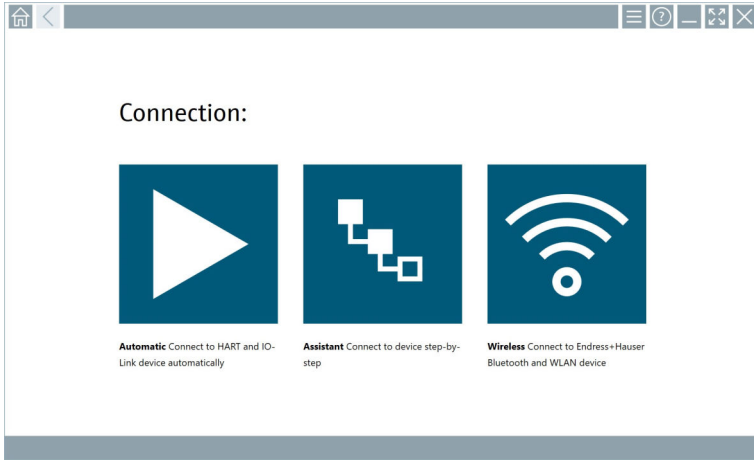 ?
Connection:
Automatic Connect to HART and IO-
Link device automatically
Assistant Connect to device step-by-
step
Wireless Connect to Endress+Hauser
Bluetooth and WLAN device